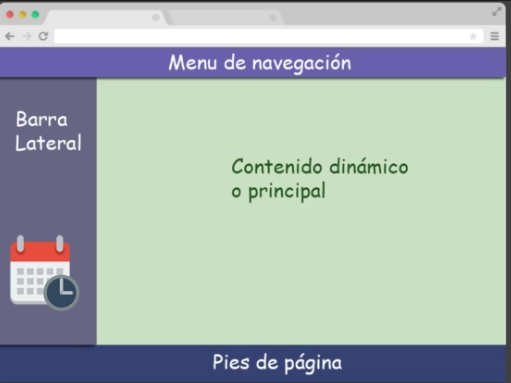 Menu de navegación
Barra
Lateral
Contenido dinámico
o principal
Pies de página